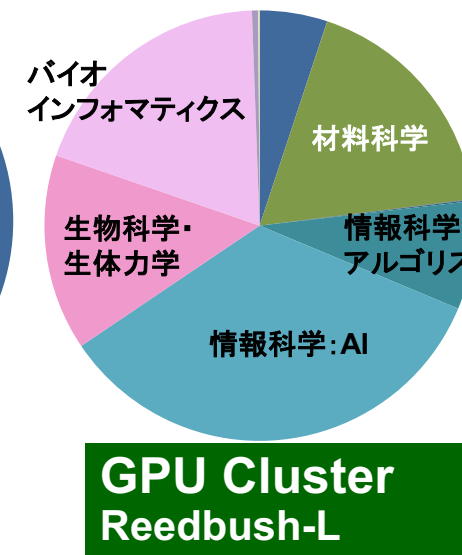 バイオ
インフォマティクス
材料科学
情報科学
アルゴリ
生物科学・
生体力学
情報科学：AI
GPU Cluster
Reedbush-L